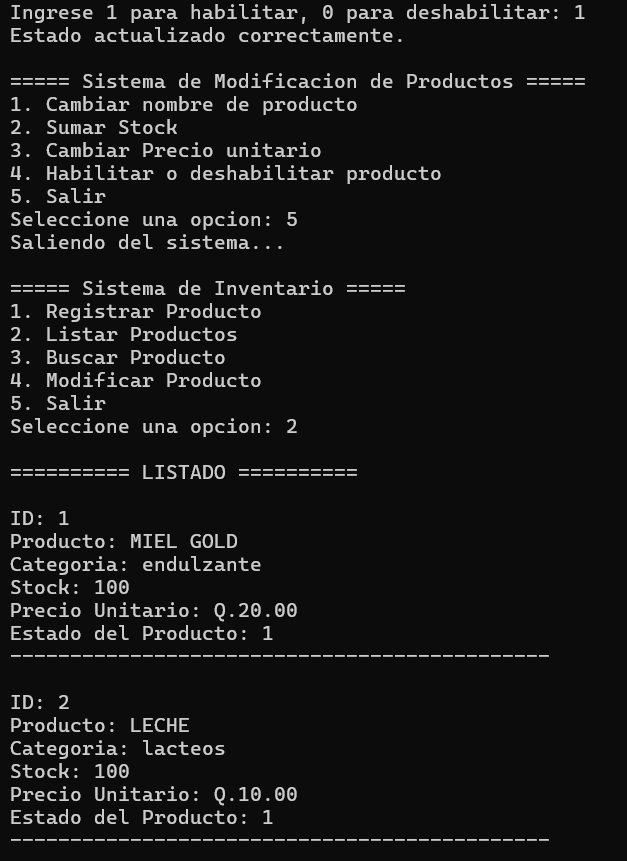 Ingrese 1 para habilitar, 0 para deshabilitar: 1
Estado actualizado correctamente.
===== Sistema de Modificacion de Productos =====
1. Cambiar nombre de producto
2. Sumar Stock
3. Cambiar Precio unitario
4. Habilitar o deshabilitar producto
5. Salir
Seleccione una opcion: 5
Saliendo del sistema...
===== Sistema de Inventario =====
1. Registrar Producto
2. Listar Productos
3. Buscar Producto
4. Modificar Producto
5. Salir
Seleccione una opcion: 2
========== LISTADO ==========
ID: 1
Producto: MIEL GOLD
Categoria: endulzante
Stock: 100
Precio Unitario: Q.20.00
Estado del Producto: 1
---------------------------------------------
ID: 2
Producto: LECHE
Categoria: lacteos
Stock: 100
Precio Unitario: Q.10.00
Estado del Producto: 1
---------------------------------------------